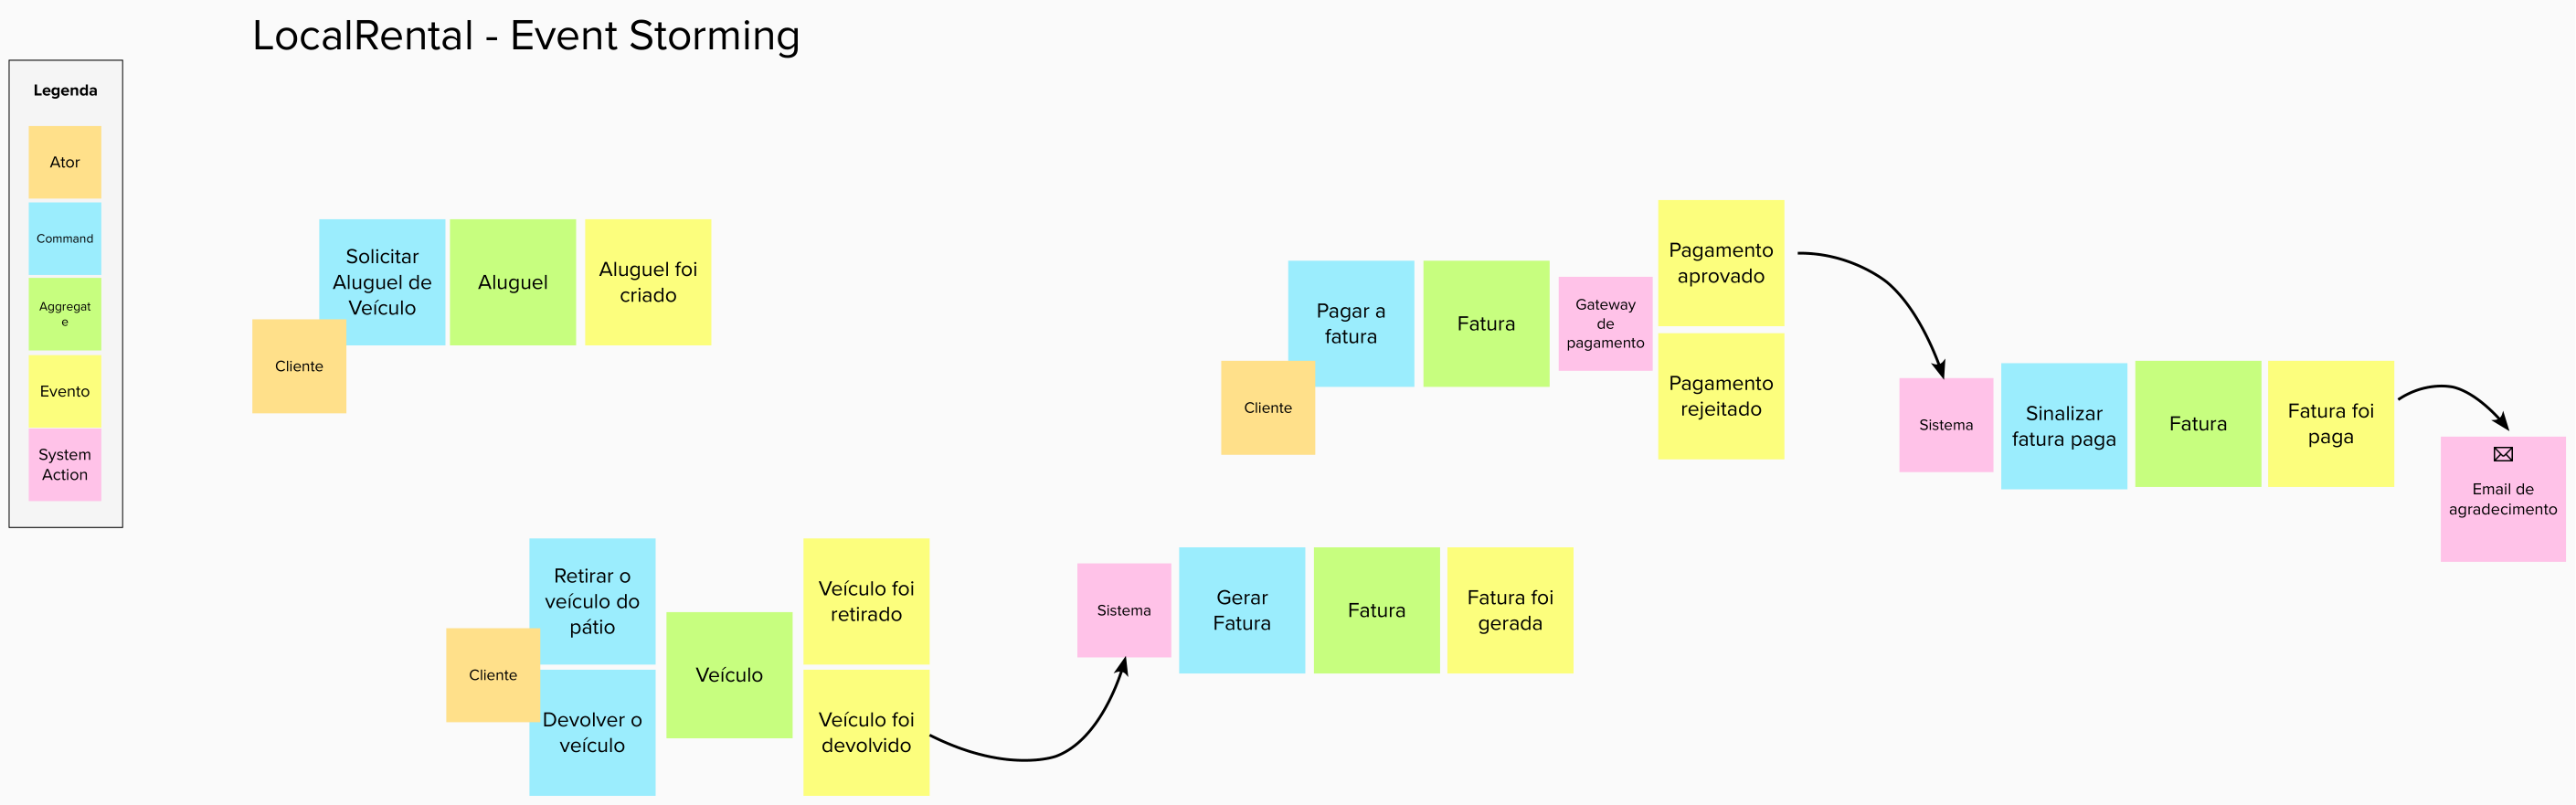 LocalRental - Event Storming
Legenda
Ator
Command
Aggregat
e
Evento
System
Action
Solicitar
Aluguel de
Veículo
Aluguel
Aluguel foi
criado
Cliente
Retirar o
veículo do
pátio
Devolver o
veículo
Cliente
Veículo
Veículo foi
retirado
Veículo foi
devolvido
Sistema
Gerar
Fatura
Fatura
Fatura foi
gerada
Pagar a
fatura
Cliente
Fatura
Gateway
de
pagamento
Pagamento
aprovado
Pagamento
rejeitado
Sistema
Sinalizar
fatura paga
Fatura
Fatura foi
paga
Email de
agradecimento